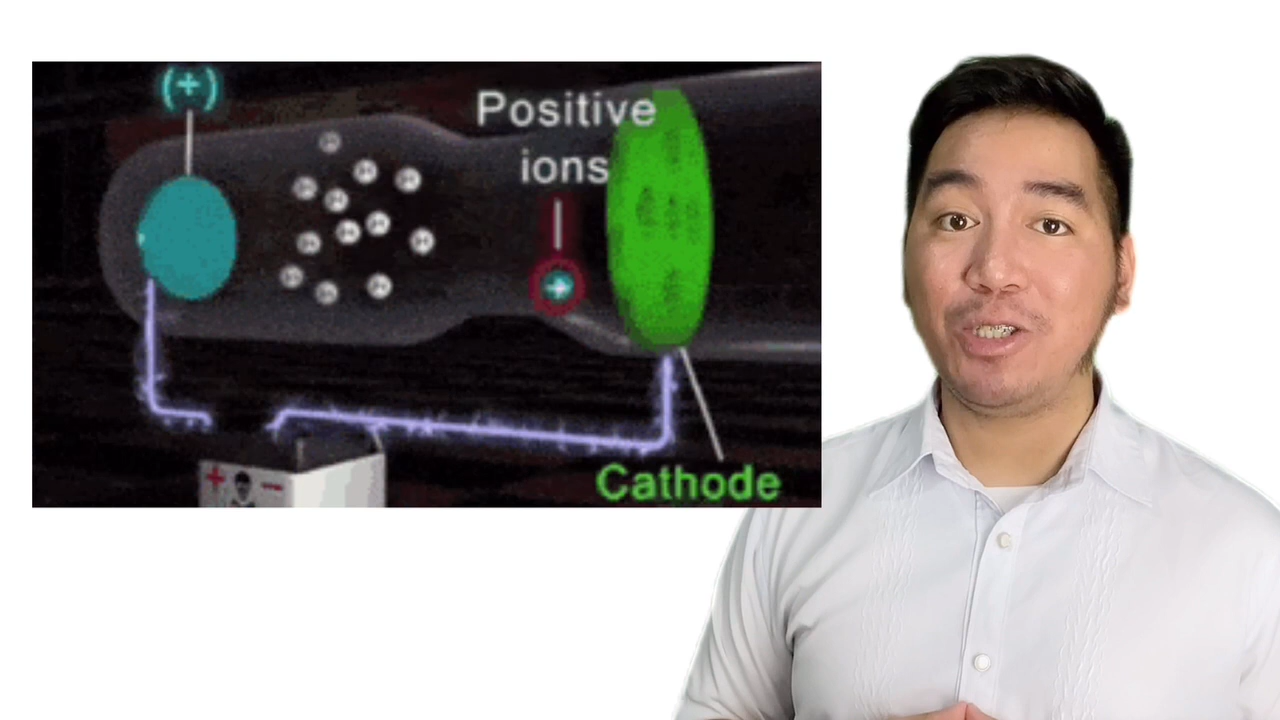 (+)
Positive
ions
+
+ −
Cathode